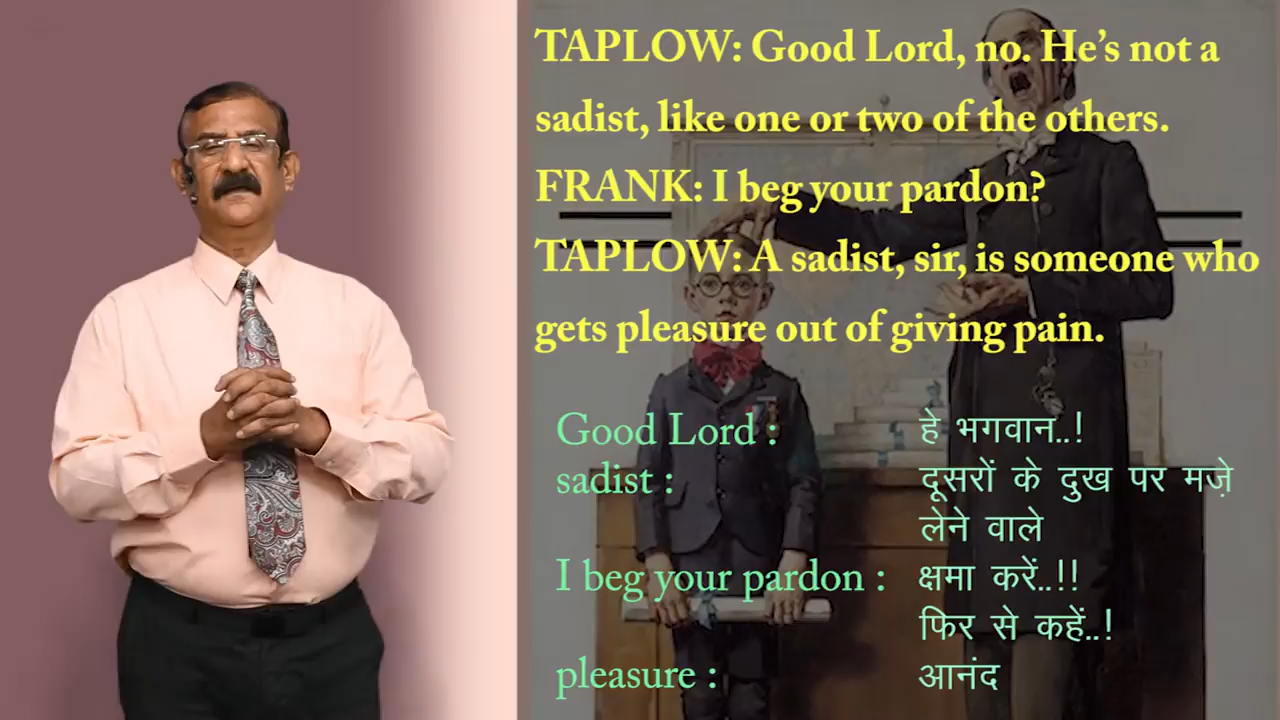 TAPLOW: Good Lord, no. He's not a
sadist, like one or two of the others.
FRANK: I beg your pardon?
TAPLOW: A sadist, sir, is someone who
gets pleasure out of giving pain.
Good Lord : हे भगवान..!
sadist : दूसरों के दुख पर मज़े
लेने वाले
I beg your pardon : क्षमा करें..!!
फिर से कहें..!
pleasure : आनंद